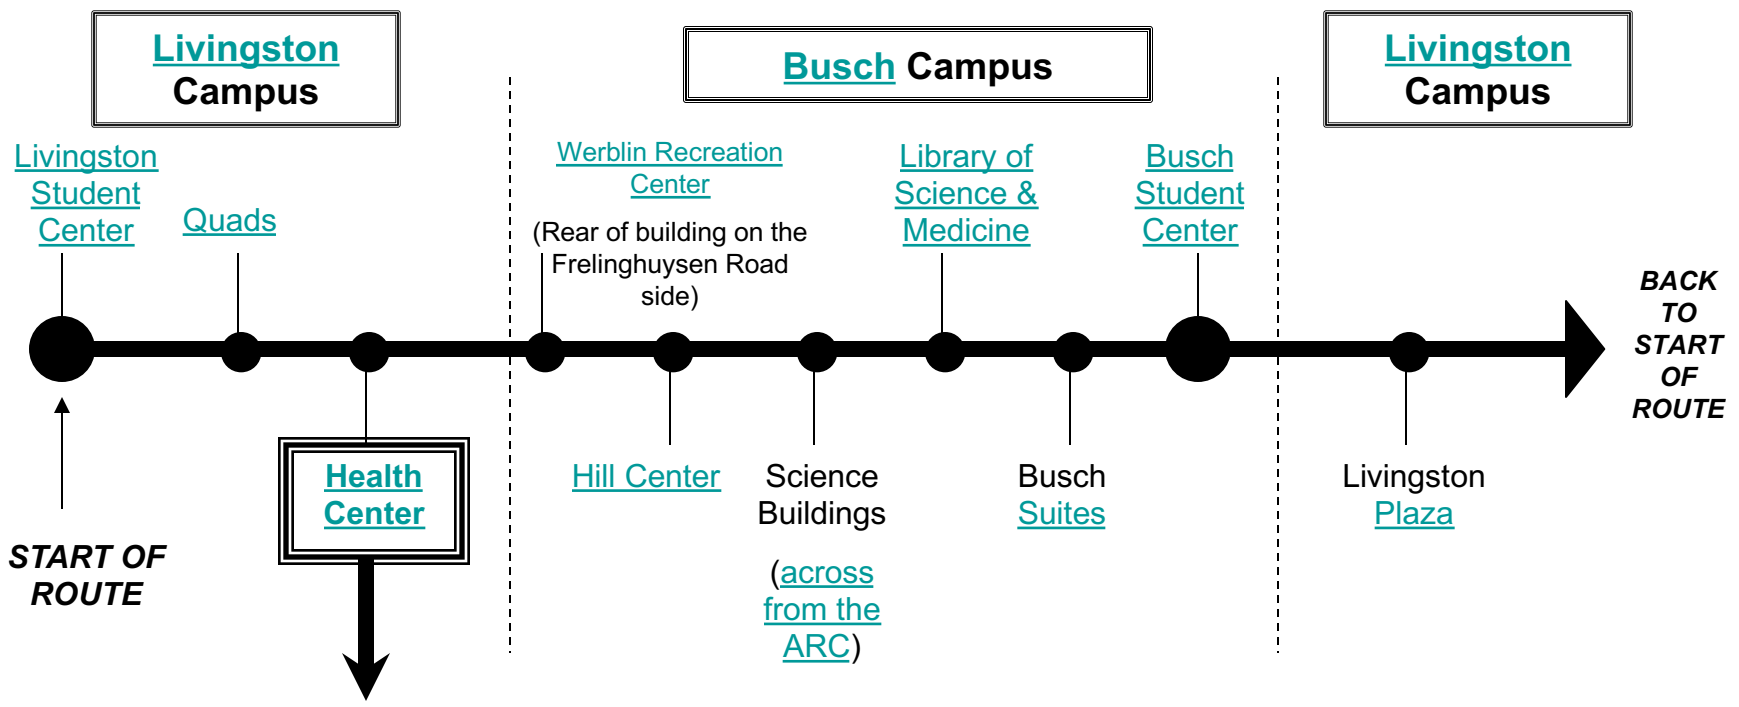 Livingston
Campus
Busch Campus
Livingston
Campus
Livingston
Student
Center
Quads
Werblin Recreation
Center
(Rear of building on the
Frelinghuysen Road
side)
Library of
Science &
Medicine
Busch
Student
Center
BACK
TO
START
OF
ROUTE
START OF
ROUTE
Health
Center
Hill Center
Science
Buildings
(across
from the
ARC)
Busch
Suites
Livingston
Plaza